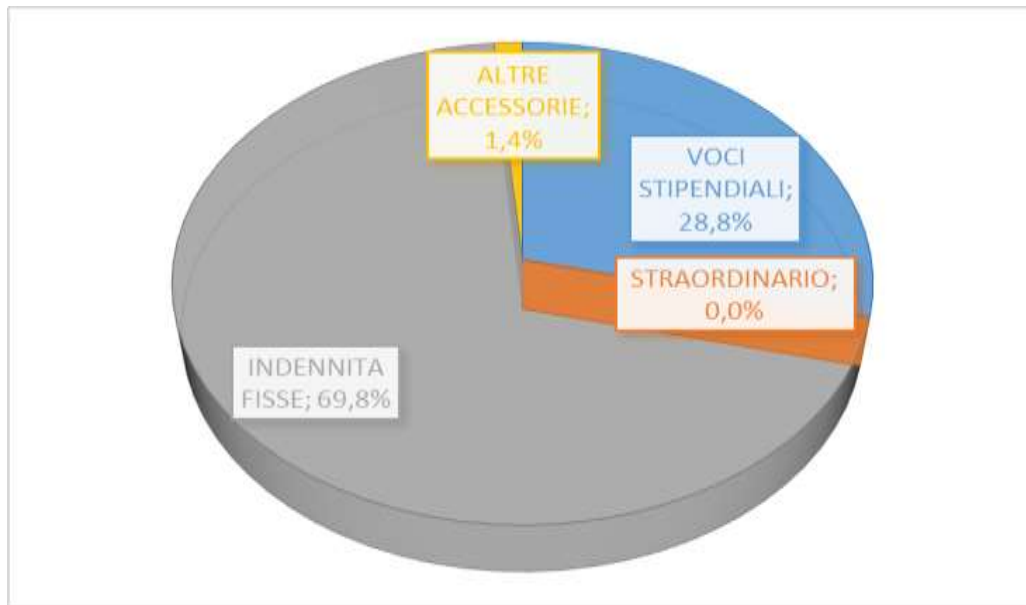 ALTRE
ACCESSORIE;
1,4%
VOCI
STIPENDIALI;
28,8%
STRAORDINARIO;
0,0%
INDENNITA
FISSE; 69,8%